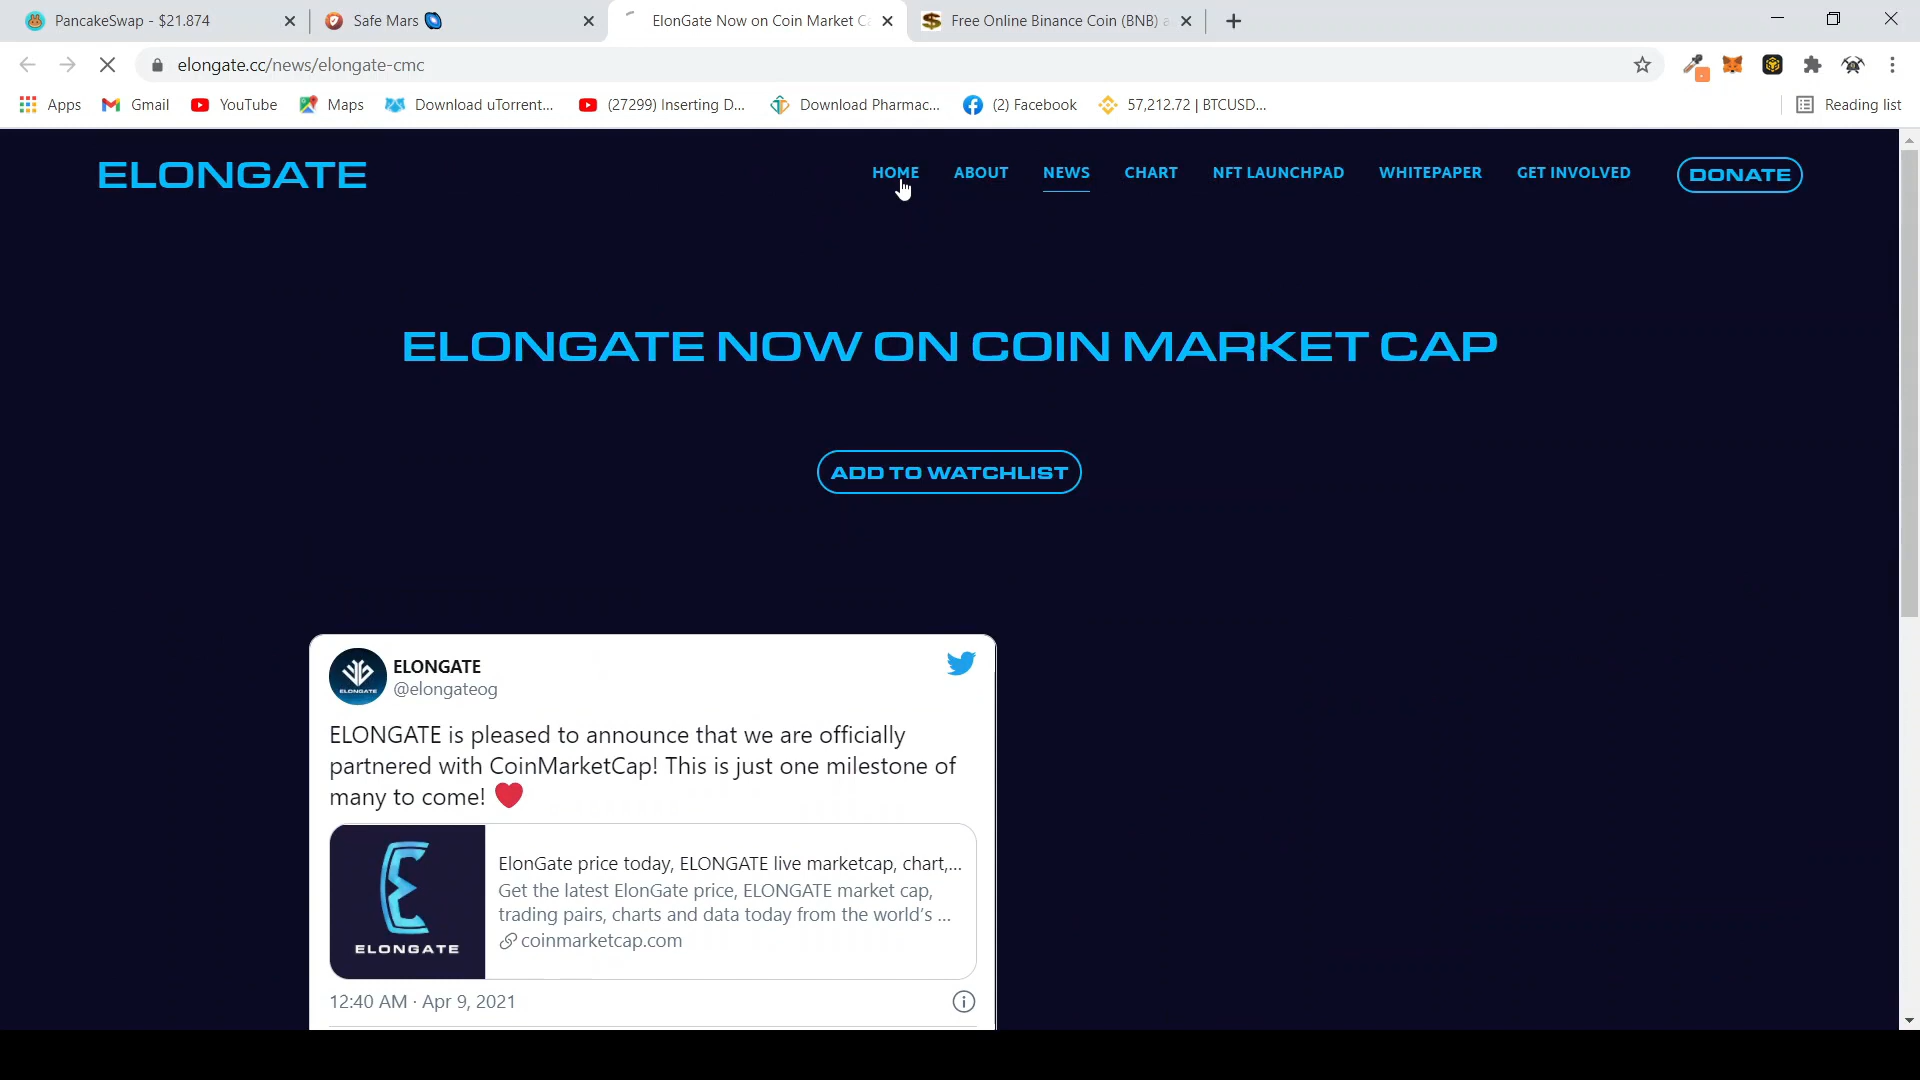 PancakeSwap - $21.874
Safe Mars
ElonGate Now on Coin Market C
Free Online Binance Coin (BNB) a
elongate.cc/news/elongate-cmc
Apps
Gmail
YouTube
Maps
Download uTorrent...
(27299) Inserting D...
Download Pharmac...
(2) Facebook
57,212.72 | BTCUSD...
Reading list
ELONGATE
HOME
ABOUT
NEWS
CHART
NFT LAUNCHPAD
WHITEPAPER
GET INVOLVED
DONATE
ELONGATE NOW ON COIN MARKET CAP
ADD TO WATCHLIST
ELONGATE
ELONGATE
@elongateog
ELONGATE is pleased to announce that we are officially
partnered with CoinMarketCap! This is just one milestone of
many to come! ❤️
ELONGATE
ElonGate price today, ELONGATE live marketcap, chart,...
Get the latest ElonGate price, ELONGATE market cap,
trading pairs, charts and data today from the world's ...
coinmarketcap.com
12:40 AM · Apr 9, 2021